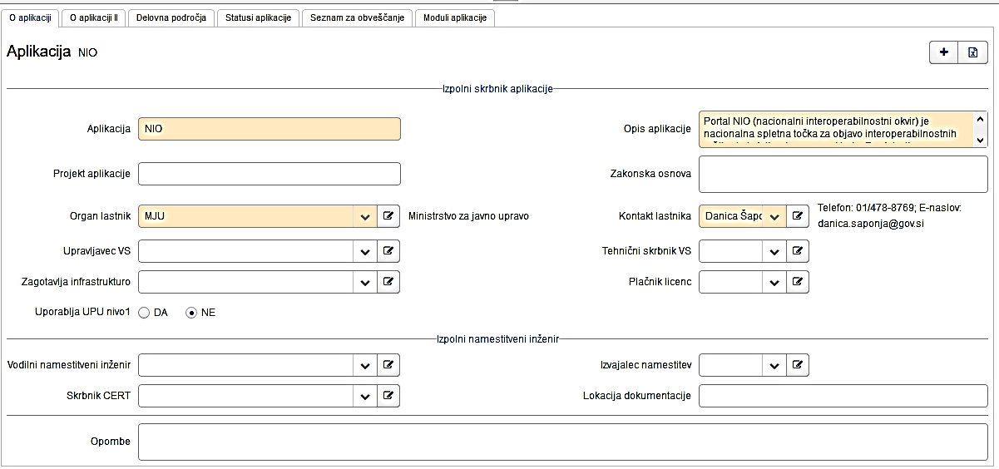 O aplikaciji O aplikaciji II Delovna področja Statusi aplikacije Seznam za obveščanje Moduli aplikacije
Aplikacija NIO
Izpolni skrbnik aplikacije
Aplikacija NIO
Opis aplikacije Portal NIO (nacionalni interoperabilnostni okvir) je
nacionalna spletna točka za objavo interoperabilnostnih
Projekt aplikacije
Zakonska osnova
Organ lastnik MJU Ministrstvo za javno upravo
Kontakt lastnika Danica Šapo Telefon: 01/478-8769; E-naslov:
danica.saponja@gov.si
Upravljavec VS
Tehnični skrbnik VS
Zagotavlja infrastrukturo
Plačnik licenc
Uporablja UPU nivo1 DA NE
Izpolni namestitveni inženir
Vodilni namestitveni inženir
Izvajalec namestitev
Skrbnik CERT
Lokacija dokumentacije
Opombe